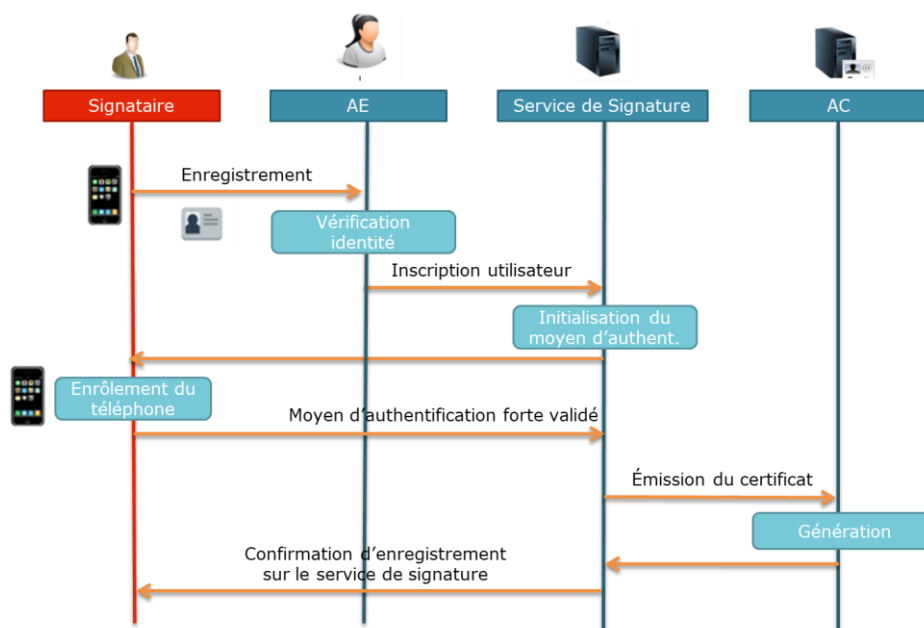 Signataire
AE
Service de Signature
AC
Enregistrement
Vérification
identité
Inscription utilisateur
Initialisation du
moyen d'authent.
Enrôlement du
téléphone
Moyen d'authentification forte validé
Émission du certificat
Génération
Confirmation d'enregistrement
sur le service de signature